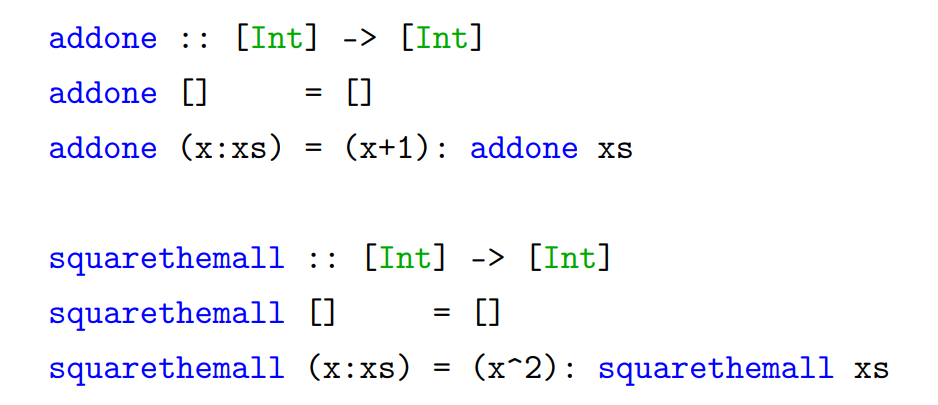 addone :: [Int] -> [Int]
addone []    = []
addone (x:xs) = (x+1): addone xs
squarethemall :: [Int] -> [Int]
squarethemall []    = []
squarethemall (x:xs) = (x^2): squarethemall xs